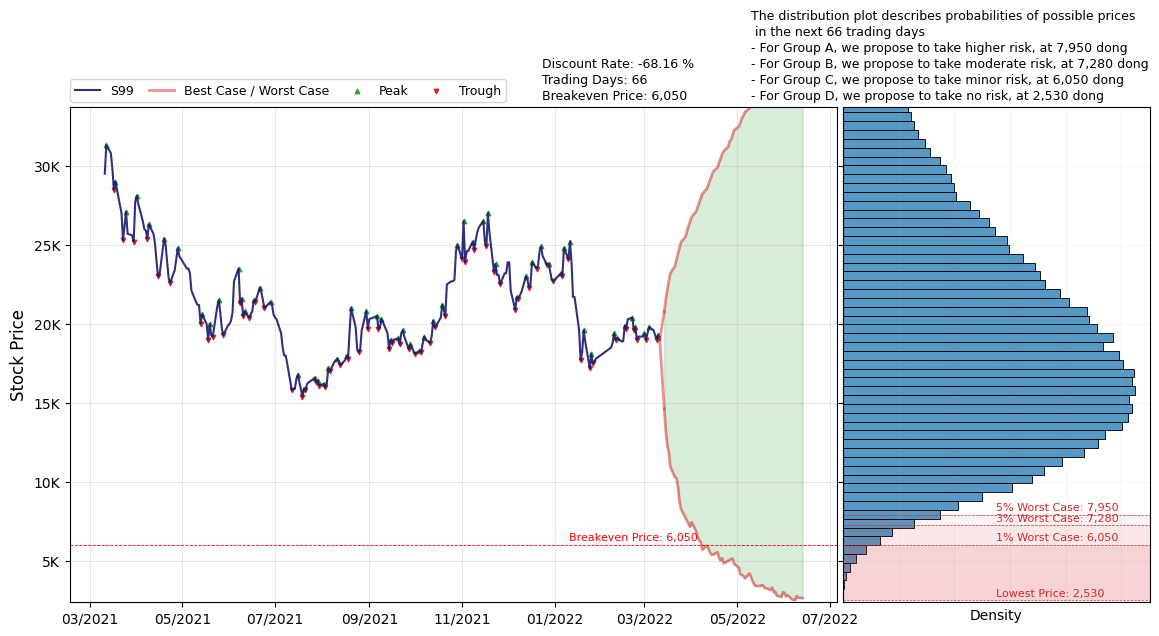 The distribution plot describes probabilities of possible prices
in the next 66 trading days
- For Group A, we propose to take higher risk, at 7,950 dong
- For Group B, we propose to take moderate risk, at 7,280 dong
- For Group C, we propose to take minor risk, at 6,050 dong
- For Group D, we propose to take no risk, at 2,530 dong
Discount Rate: -68.16 %
Trading Days: 66
Breakeven Price: 6,050
S99 Best Case / Worst Case Peak Trough
Stock Price
30K
25K
20K
15K
10K
5K
Breakeven Price: 6,050
5% Worst Case: 7,950
3% Worst Case: 7,280
1% Worst Case: 6,050
Lowest Price: 2,530
03/2021 05/2021 07/2021 09/2021 11/2021 01/2022 03/2022 05/2022 07/2022
Density